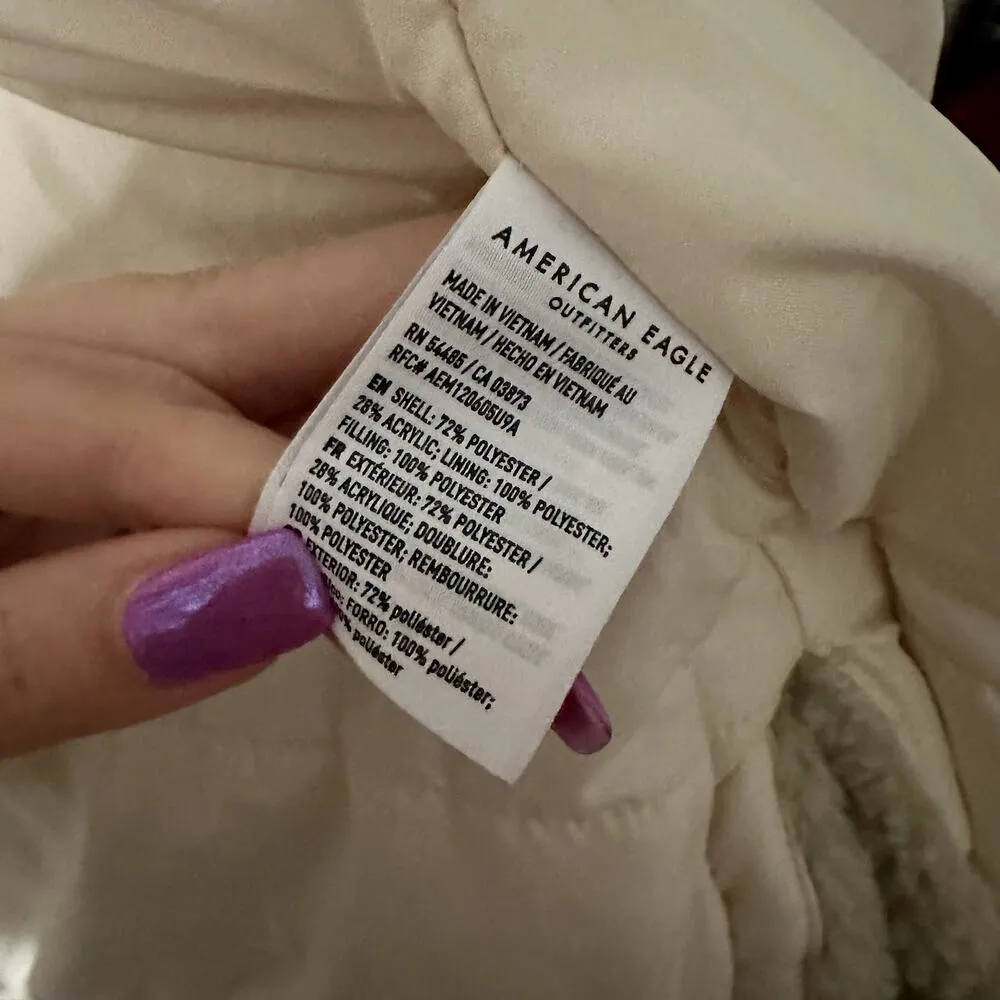 AMERICAN EAGLE
OUTFITTERS
MADE IN VIETNAM / FABRIQUÉ AU
VIETNAM / HECHO EN VIETNAM
RN 54485 / CA 03873
RFC# AEM120605U9A
EN SHELL: 72% POLYESTER /
28% ACRYLIC; LINING: 100% POLYESTER;
FILLING: 100% POLYESTER
FR EXTÉRIEUR: 72% POLYESTER /
28% ACRYLIQUE; DOUBLURE:
100% POLYESTER; REMBOURRURE:
100% POLYESTER
EXTERIOR: 72% poliéster /
FORRO: 100% poliéster;
poliéster